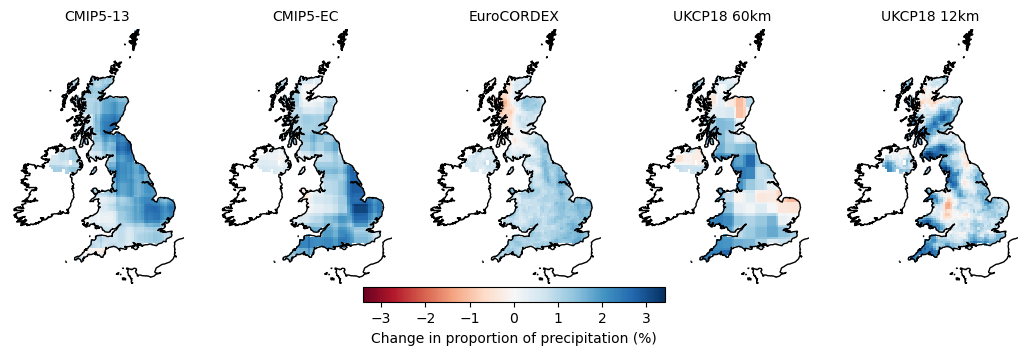 CMIP5-13
CMIP5-EC
EuroCORDEX
UKCP18 60km
UKCP18 12km
−3 −2 −1 0 1 2 3
Change in proportion of precipitation (%)